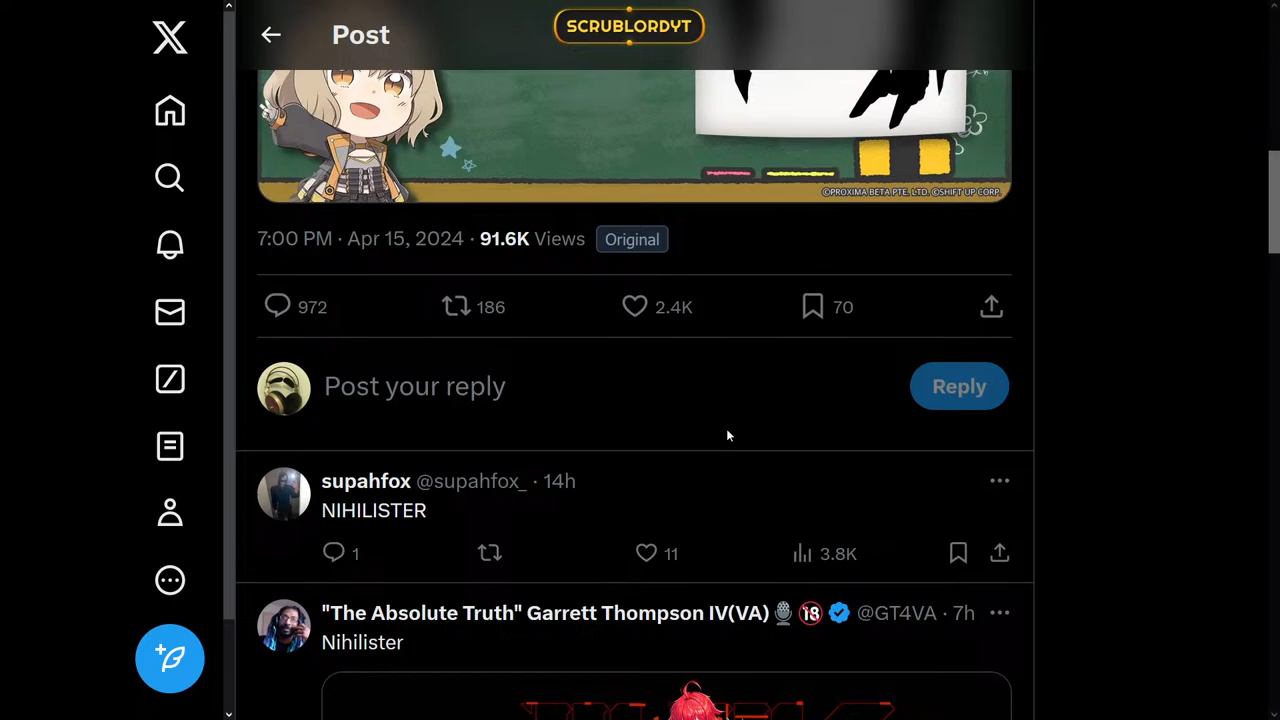 SCRUBLORDYT
Post
©PROXIMA BETA PTE. LTD. ©SHIFT UP CORP.
7:00 PM · Apr 15, 2024 · 91.6K Views Original
972 186 2.4K 70
Post your reply Reply
supahfox @supahfox_ · 14h
NIHILISTER
1 11 3.8K
"The Absolute Truth" Garrett Thompson IV(VA) 🎙️🔞 @GT4VA · 7h
Nihilister